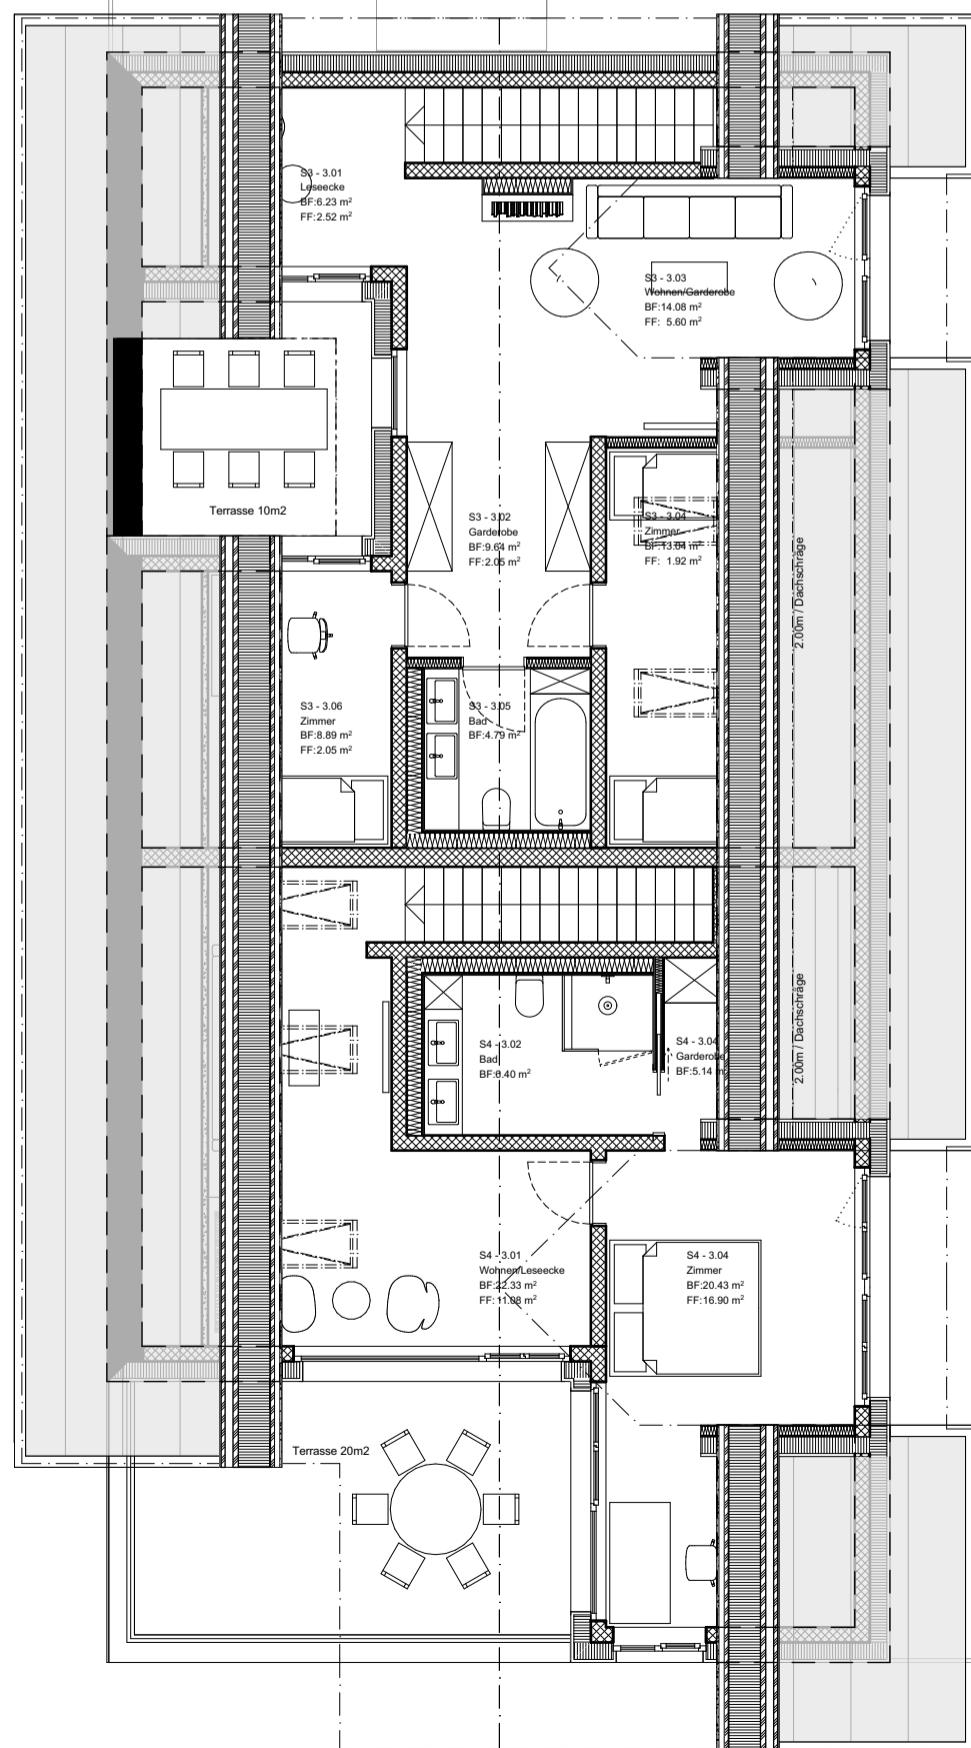 S3 - 3.01
Leseecke
BF:6.23 m²
FF:2.52 m²
S3 - 3.03
Wohnen/Garderobe
BF:14.08 m²
FF: 5.60 m²
Terrasse 10m2
S3 - 3.02
Garderobe
BF:9.64 m²
FF:2.05 m²
S3 - 3.04
Zimmer
BF:13.04 m²
FF: 1.92 m²
2.00m / Dachschräge
S3 - 3.06
Zimmer
BF:8.89 m²
FF:2.05 m²
S3 - 3.05
Bad
BF:4.79 m²
S4 - 3.02
Bad
BF:6.40 m²
S4 - 3.04
Garderobe
BF:5.14 m
2.00m / Dachschräge
S4 - 3.01
Wohnen/Leseecke
BF:22.33 m²
FF: 11.08 m²
S4 - 3.04
Zimmer
BF:20.43 m²
FF:16.90 m²
Terrasse 20m2